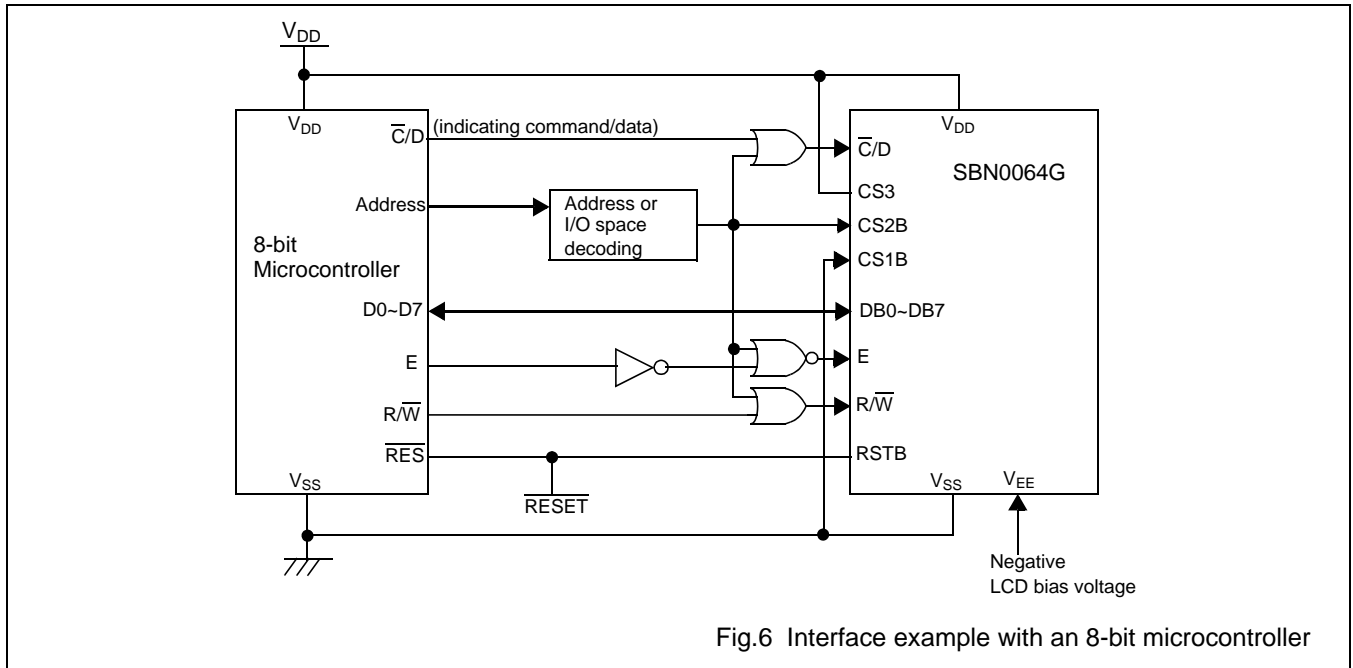 VDD
VDD
C̅/D
(indicating command/data)
VDD
C̅/D
SBN0064G
CS3
Address
Address or
I/O space
decoding
CS2B
8-bit
Microcontroller
CS1B
D0~D7
DB0~DB7
E
E
R/W̅
R/W̅
R̅E̅S̅
RSTB
VSS
R̅E̅S̅E̅T̅
VSS
VEE
Negative
LCD bias voltage
Fig.6 Interface example with an 8-bit microcontroller